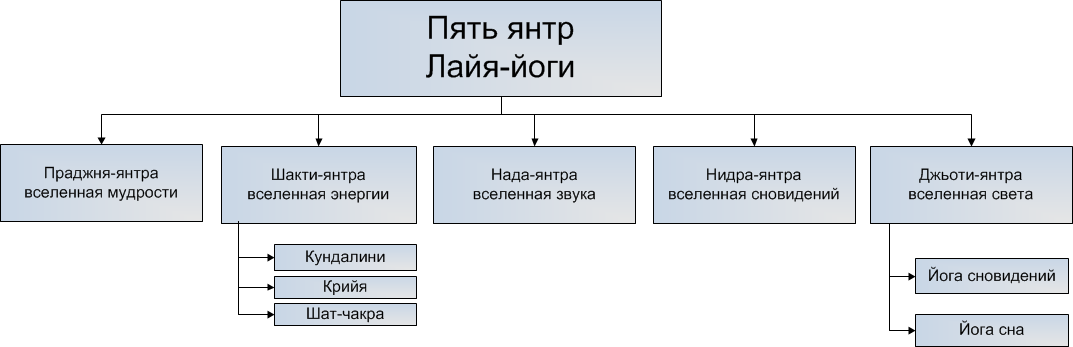 Пять янтр
Лайя-йоги
Праджня-янтра
вселенная мудрости
Шакти-янтра
вселенная энергии
Нада-янтра
вселенная звука
Нидра-янтра
вселенная сновидений
Джьоти-янтра
вселенная света
Кундалини
Крийя
Шат-чакра
Йога сновидений
Йога сна